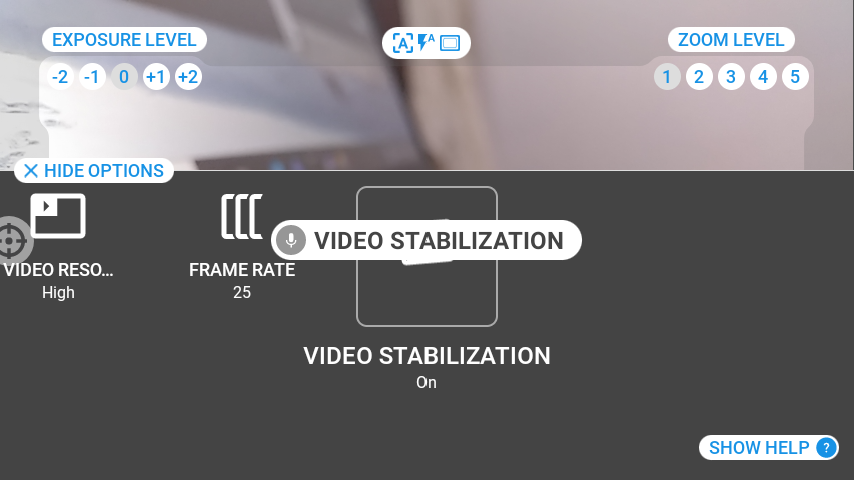 EXPOSURE LEVEL
-2 -1 0 +1 +2
A A
ZOOM LEVEL
1 2 3 4 5
HIDE OPTIONS
VIDEO STABILIZATION
VIDEO RESO...
High
FRAME RATE
25
VIDEO STABILIZATION
On
SHOW HELP ?